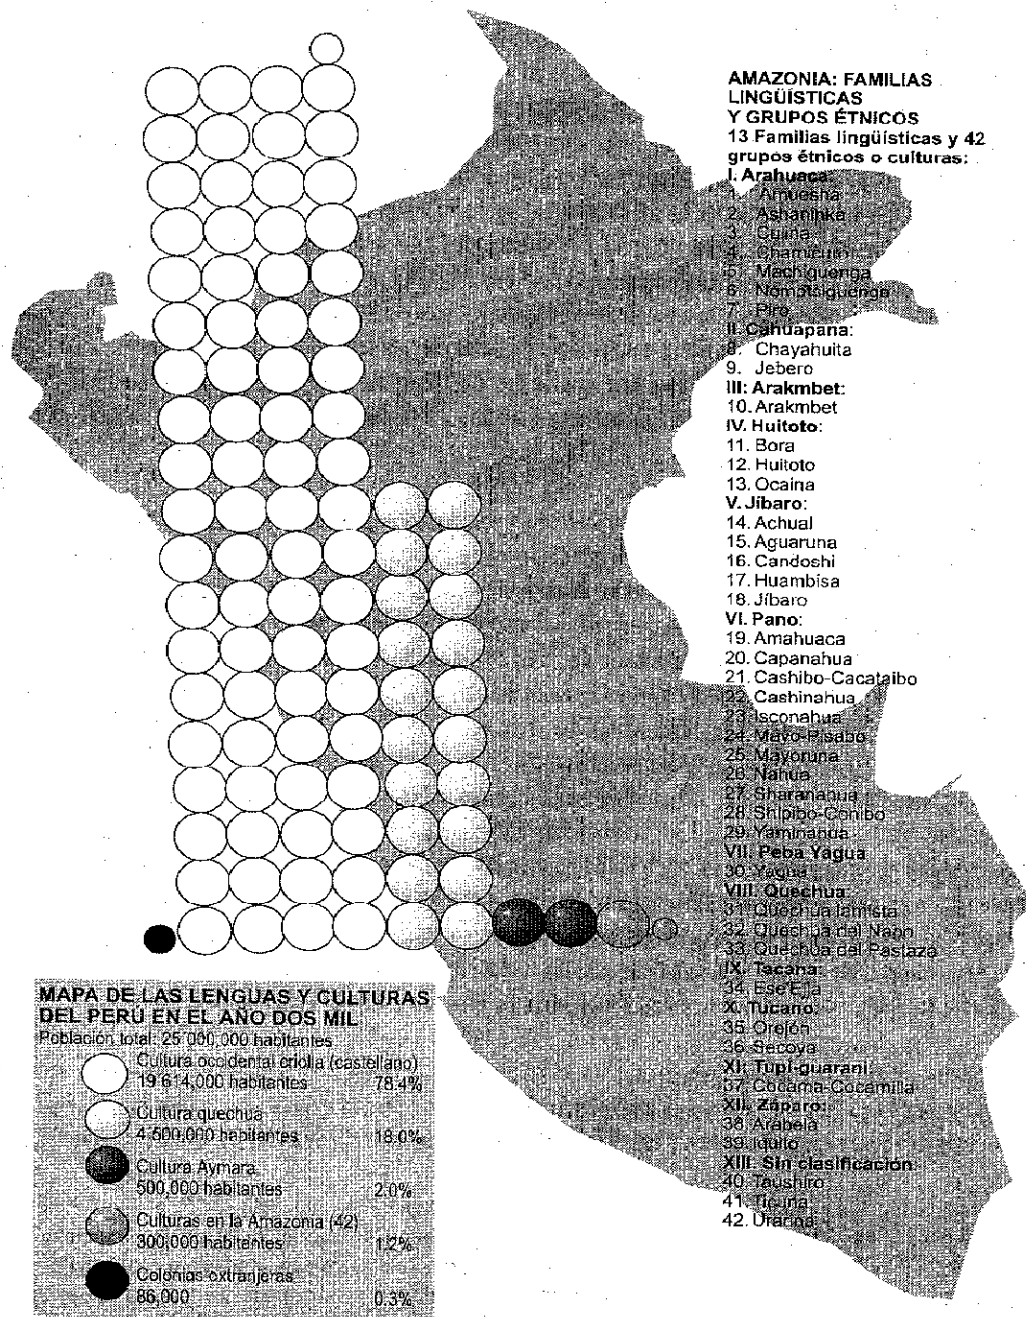 AMAZONIA: FAMILIAS
LINGÜÍSTICAS
Y GRUPOS ÉTNICOS
13 Familias lingüísticas y 42
grupos étnicos o culturas:
I. Arahuaca:
1. Amuesha
2. Ashaninka
3. Culina
4. Chamicuro
5. Machiguenga
6. Nomatsiguenga
7. Piro
II. Cahuapana:
8. Chayahuita
9. Jebero
III. Arakmbet:
10. Arakmbet
IV. Huitoto:
11. Bora
12. Huitoto
13. Ocaina
V. Jíbaro:
14. Achual
15. Aguaruna
16. Candoshi
17. Huambisa
18. Jíbaro
VI. Pano:
19. Amahuaca
20. Capanahua
21. Cashibo-Cacataibo
22. Cashinahua
23. Isconahua
24. Mayo-Pisabo
25. Mayoruna
26. Nahua
27. Sharanahua
28. Shipibo-Conibo
29. Yaminahua
VII. Peba Yagua
30. Yagua
VIII. Quechua
31. Quechua lamista
32. Quechua del Napo
33. Quechua del Pastaza
IX. Tacana:
34. Ese'Eja
X. Tucano:
35. Orejón
36. Secoya
XI. Tupí-guaraní:
37. Cocama-Cocamilla
XII. Záparo:
38. Arabela
39. Iquito
XIII. Sin clasificación
40. Taushiro
41. Ticuna
42. Urarina
MAPA DE LAS LENGUAS Y CULTURAS
DEL PERÚ EN EL AÑO DOS MIL
Población total: 25'000,000 habitantes
Cultura occidental criolla (castellano)
19'614,000 habitantes 78.4%
Cultura quechua
4'500,000 habitantes 18.0%
Cultura Aymara
500,000 habitantes 2.0%
Culturas en la Amazonía (42)
300,000 habitantes 1.2%
Colonias extranjeras
86,000 0.3%